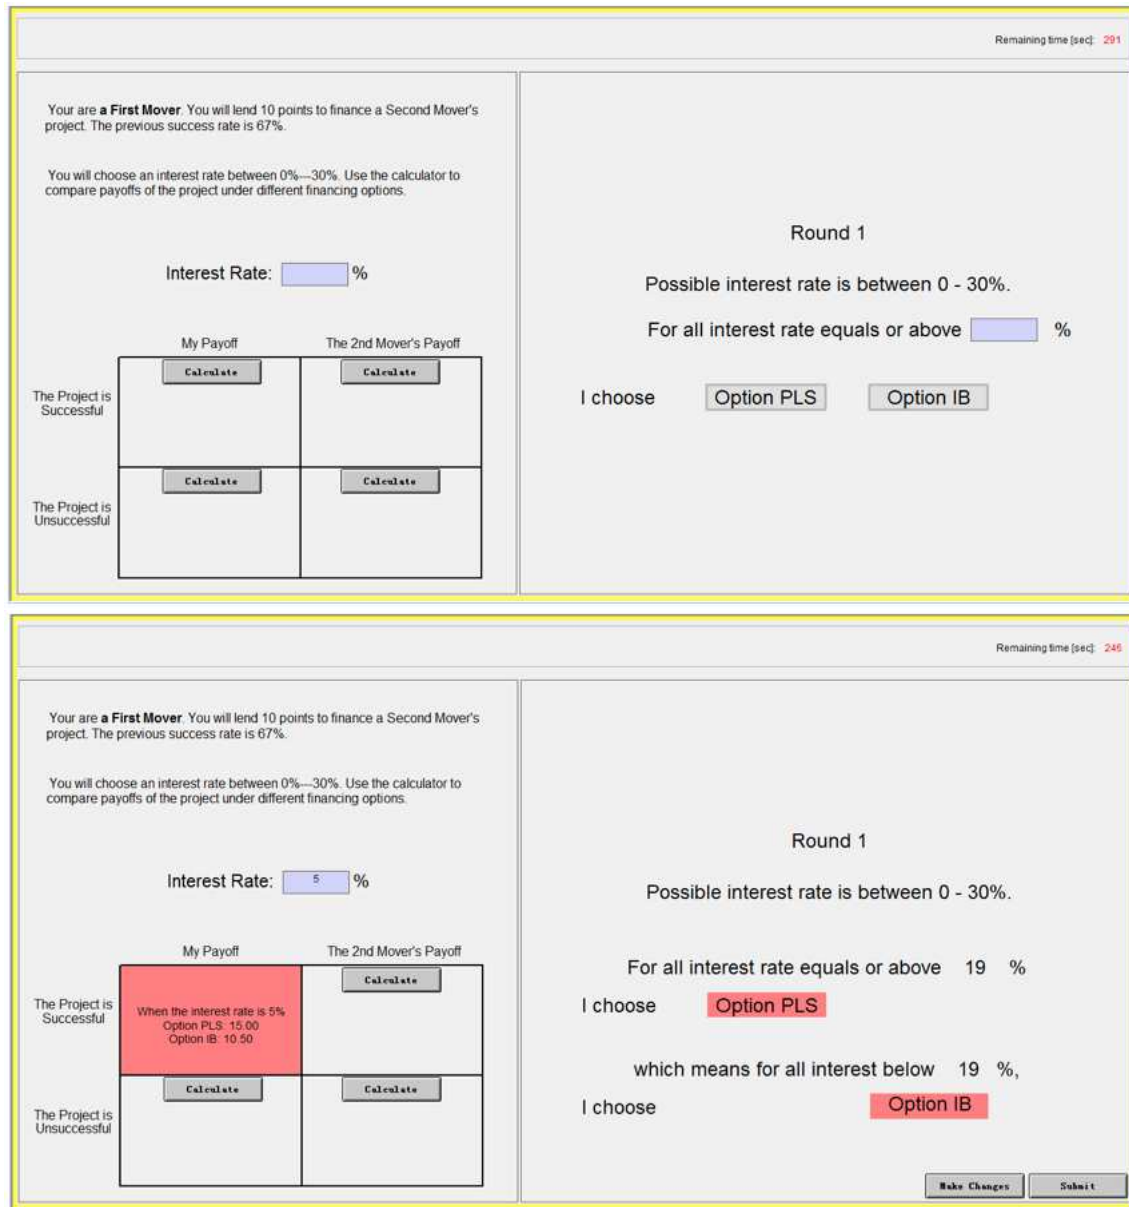 Remaining time [sec]: 291
Your are a First Mover. You will lend 10 points to finance a Second Mover's
project. The previous success rate is 67%.
You will choose an interest rate between 0%---30%. Use the calculator to
compare payoffs of the project under different financing options.
Interest Rate: %
My Payoff The 2nd Mover's Payoff
The Project is
Successful
Calculate Calculate
The Project is
Unsuccessful
Calculate Calculate
Round 1
Possible interest rate is between 0 - 30%.
For all interest rate equals or above %
I choose Option PLS Option IB
Remaining time [sec]: 246
Your are a First Mover. You will lend 10 points to finance a Second Mover's
project. The previous success rate is 67%.
You will choose an interest rate between 0%---30%. Use the calculator to
compare payoffs of the project under different financing options.
Interest Rate: 5 %
My Payoff The 2nd Mover's Payoff
The Project is
Successful
When the interest rate is 5%
Option PLS: 15.00
Option IB: 10.50
Calculate
The Project is
Unsuccessful
Calculate Calculate
Round 1
Possible interest rate is between 0 - 30%.
For all interest rate equals or above 19 %
I choose Option PLS
which means for all interest below 19 %,
I choose Option IB
Make Changes Submit